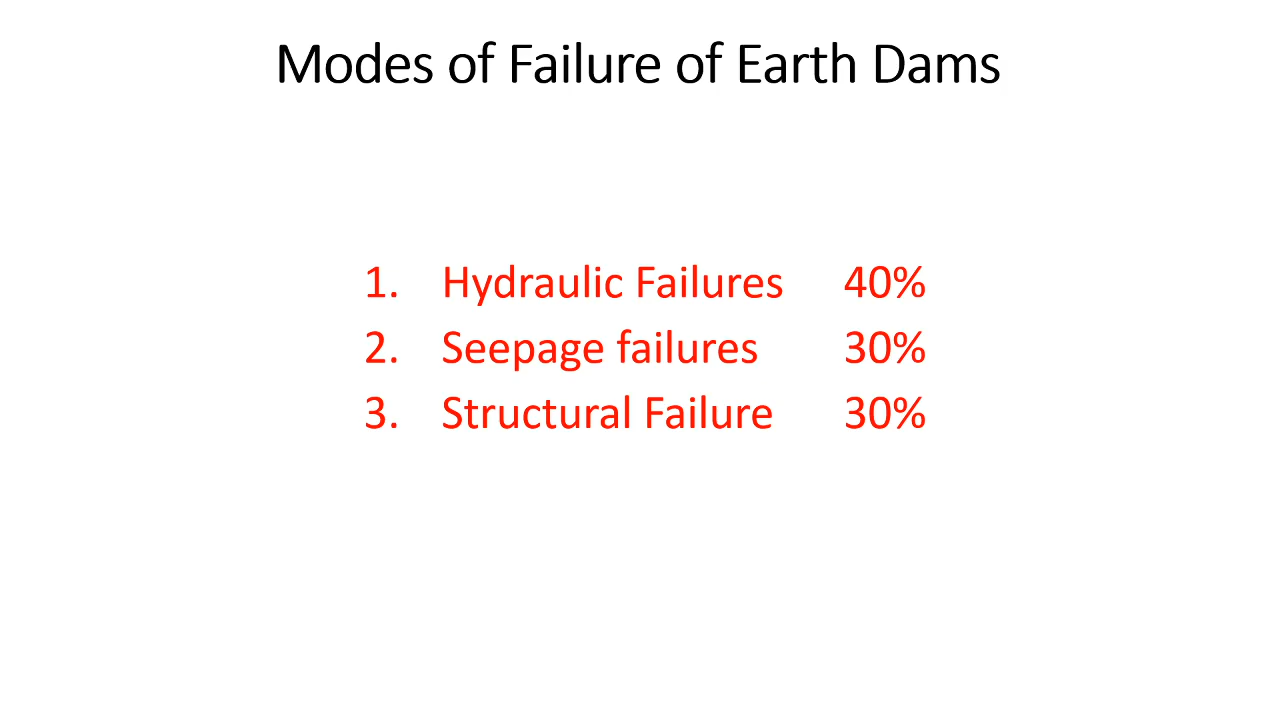 Modes of Failure of Earth Dams
1. Hydraulic Failures 40%
2. Seepage failures 30%
3. Structural Failure 30%